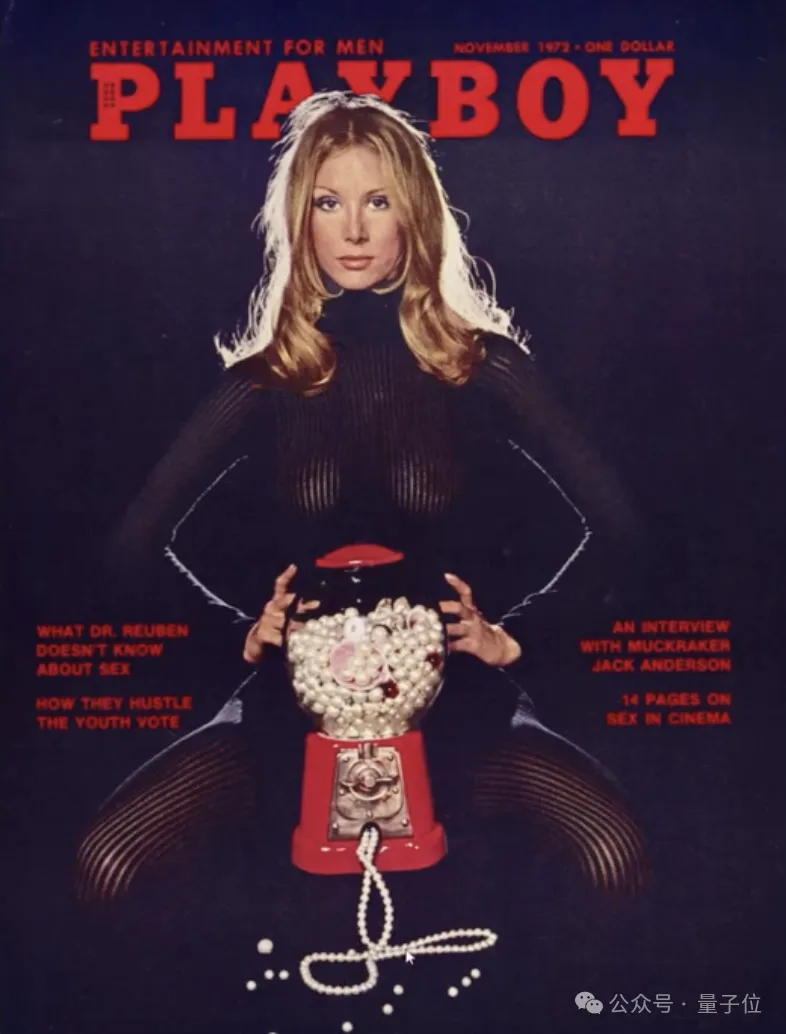 ENTERTAINMENT FOR MEN
NOVEMBER 1972 • ONE DOLLAR
PLAYBOY
WHAT DR. REUBEN
DOESN'T KNOW
ABOUT SEX
HOW THEY HUSTLE
THE YOUTH VOTE
AN INTERVIEW
WITH MUCKRAKER
JACK ANDERSON
14 PAGES ON
SEX IN CINEMA
公众号 · 量子位